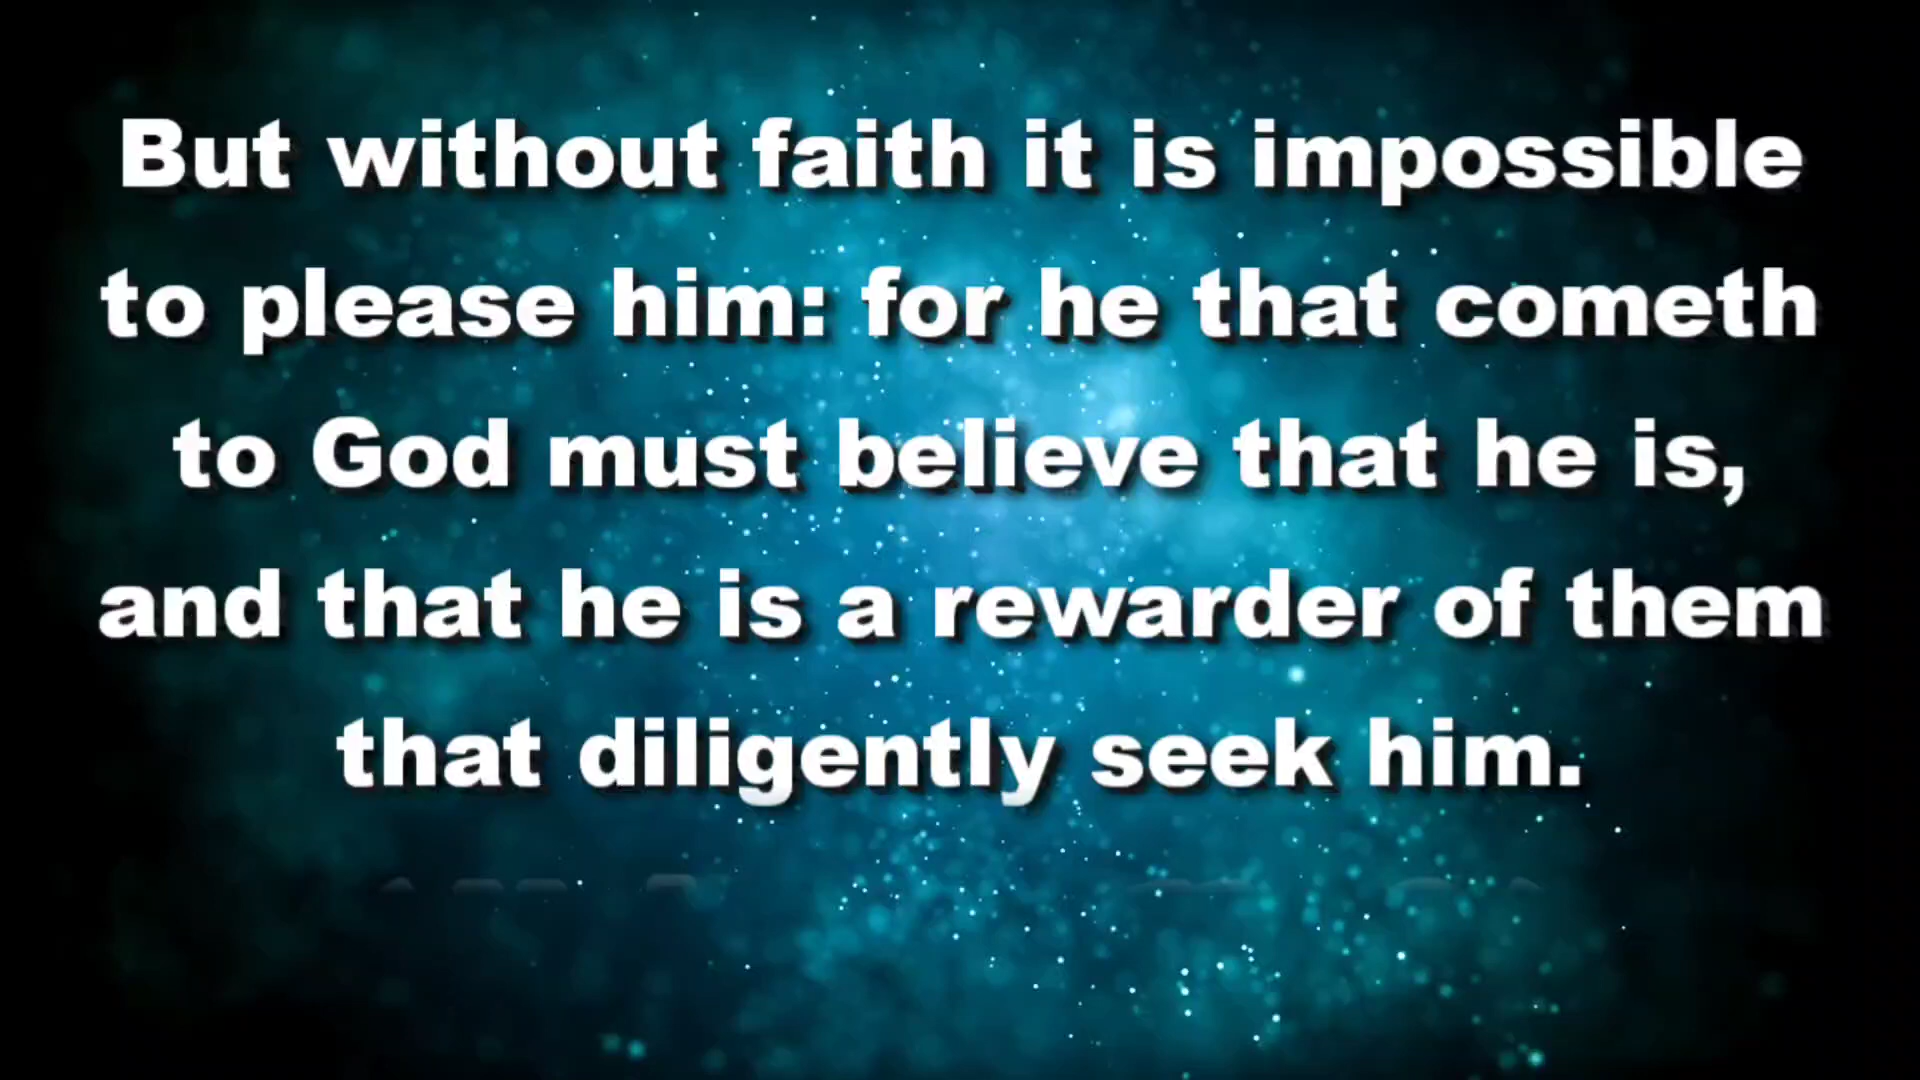 But without faith it is impossible
to please him: for he that cometh
to God must believe that he is,
and that he is a rewarder of them
that diligently seek him.